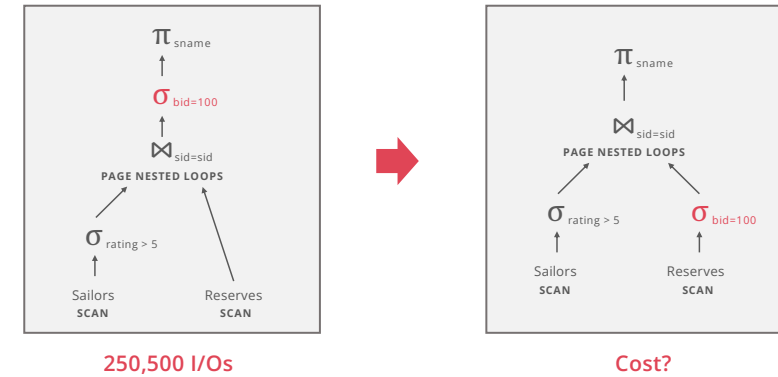 π sname
σ bid=100
⋈ sid=sid
PAGE NESTED LOOPS
σ rating > 5
Sailors
SCAN
Reserves
SCAN
250,500 I/Os
π sname
⋈ sid=sid
PAGE NESTED LOOPS
σ rating > 5
σ bid=100
Sailors
SCAN
Reserves
SCAN
Cost?